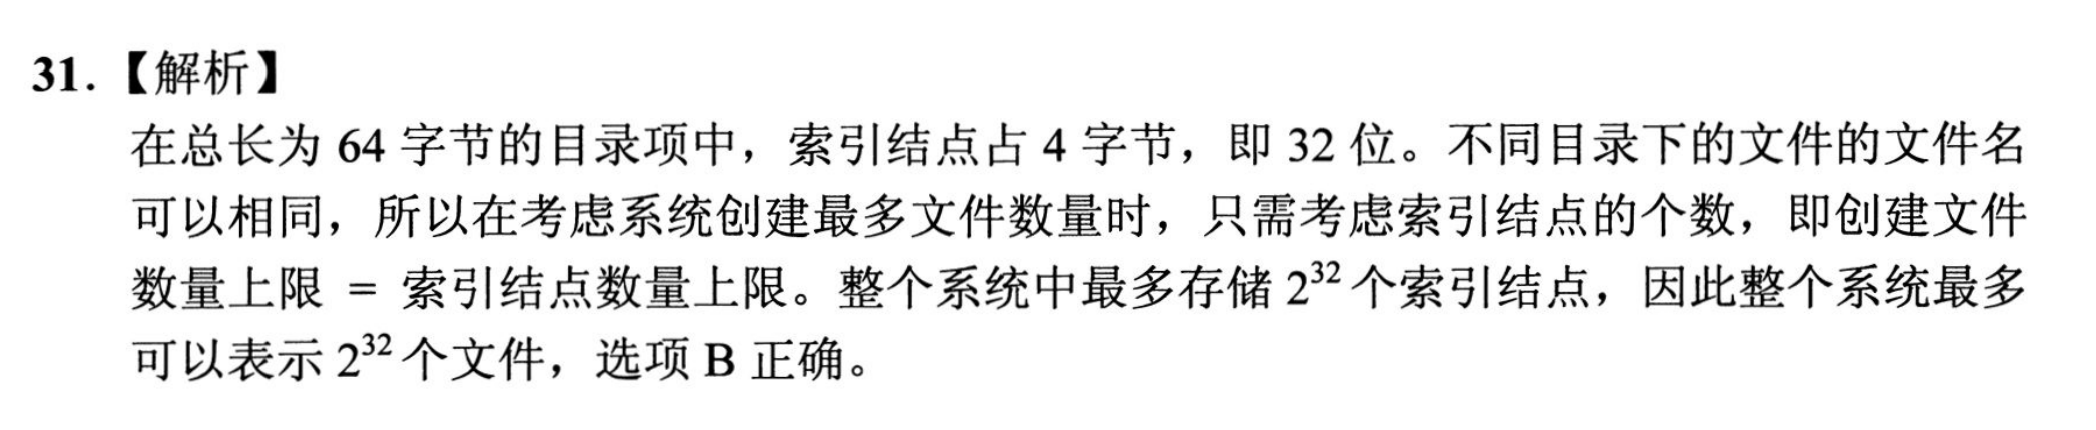 31.【解析】
在总长为 64 字节的目录项中，索引结点占 4 字节，即 32 位。不同目录下的文件的文件名
可以相同，所以在考虑系统创建最多文件数量时，只需考虑索引结点的个数，即创建文件
数量上限 = 索引结点数量上限。整个系统中最多存储 2³² 个索引结点，因此整个系统最多
可以表示 2³² 个文件，选项 B 正确。